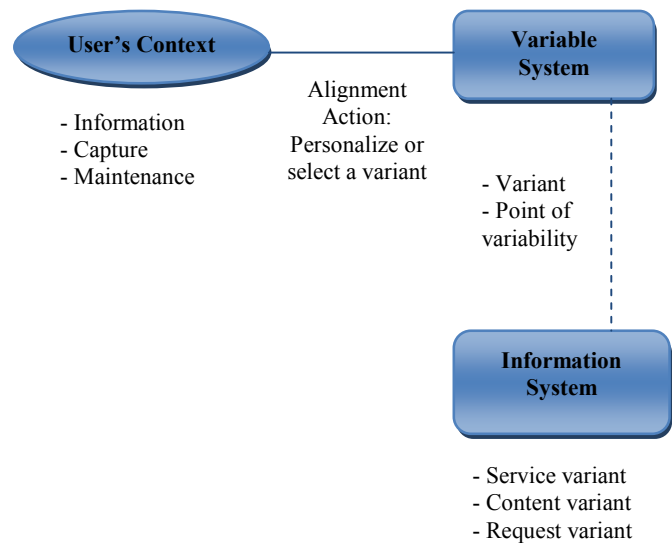 User's Context
Variable
System
Alignment
Action:
Personalize or
select a variant
- Information
- Capture
- Maintenance
- Variant
- Point of
variability
Information
System
- Service variant
- Content variant
- Request variant